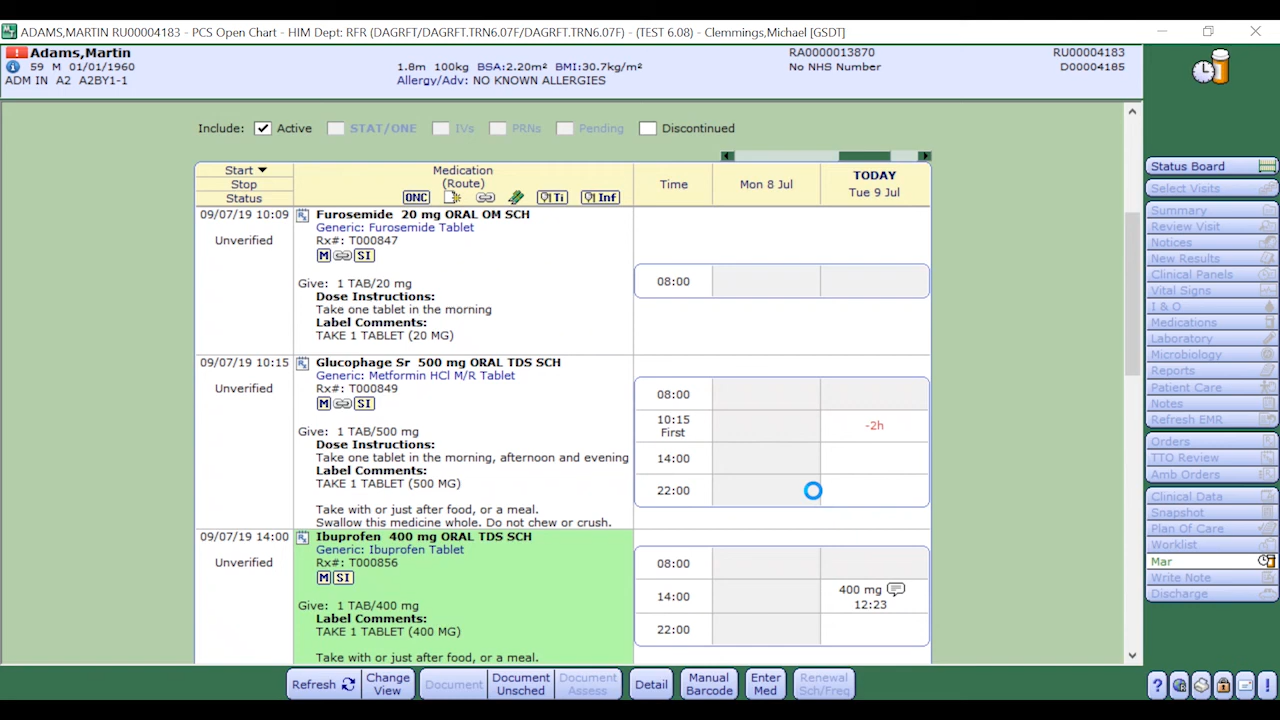 ADAMS,MARTIN RU00004183 - PCS Open Chart - HIM Dept: RFR (DAGRFT/DAGRFT.TRN6.07F/DAGRFT.TRN6.07F) - (TEST 6.08) - Clemmings,Michael [GSDT]
Adams,Martin
RA0000013870
RU00004183
59 M 01/01/1960
1.8m 100kg BSA:2.20m² BMI:30.7kg/m²
No NHS Number
D00004185
ADM IN A2 A2BY1-1
Allergy/Adv: NO KNOWN ALLERGIES
Include: Active STAT/ONE IVs PRNs Pending Discontinued
Start
Stop
Status
Medication
(Route)
ONC
Ti
Inf
Time
Mon 8 Jul
TODAY
Tue 9 Jul
09/07/19 10:09
Unverified
Furosemide 20 mg ORAL OM SCH
Generic: Furosemide Tablet
Rx#: T000847
M SI
Give: 1 TAB/20 mg
Dose Instructions:
Take one tablet in the morning
Label Comments:
TAKE 1 TABLET (20 MG)
08:00
09/07/19 10:15
Unverified
Glucophage Sr 500 mg ORAL TDS SCH
Generic: Metformin HCl M/R Tablet
Rx#: T000849
M SI
Give: 1 TAB/500 mg
Dose Instructions:
Take one tablet in the morning, afternoon and evening
Label Comments:
TAKE 1 TABLET (500 MG)
Take with or just after food, or a meal.
Swallow this medicine whole. Do not chew or crush.
08:00
10:15
First
-2h
14:00
22:00
09/07/19 14:00
Unverified
Ibuprofen 400 mg ORAL TDS SCH
Generic: Ibuprofen Tablet
Rx#: T000856
M SI
Give: 1 TAB/400 mg
Label Comments:
TAKE 1 TABLET (400 MG)
Take with or just after food, or a meal.
08:00
14:00
400 mg
12:23
22:00
Refresh
Change
View
Document
Document
Unsched
Document
Assess
Detail
Manual
Barcode
Enter
Med
Renewal
Sch/Freq
Status Board
Select Visits
Summary
Review Visit
Notices
New Results
Clinical Panels
Vital Signs
I & O
Medications
Laboratory
Microbiology
Reports
Patient Care
Notes
Refresh EMR
Orders
TTO Review
Amb Orders
Clinical Data
Snapshot
Plan Of Care
Worklist
Mar
Write Note
Discharge
? !